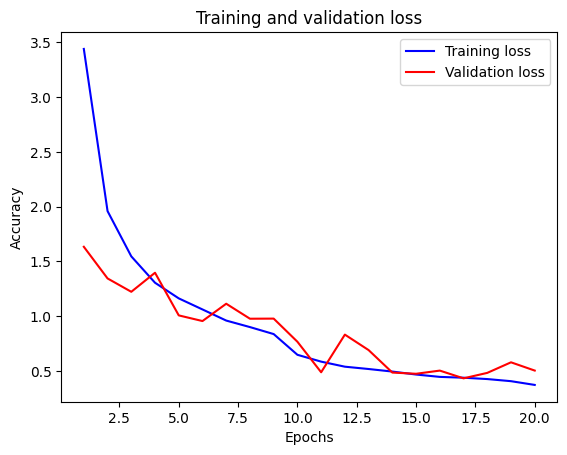 Training and validation loss
Training loss
Validation loss
Accuracy
3.5
3.0
2.5
2.0
1.5
1.0
0.5
2.5 5.0 7.5 10.0 12.5 15.0 17.5 20.0
Epochs